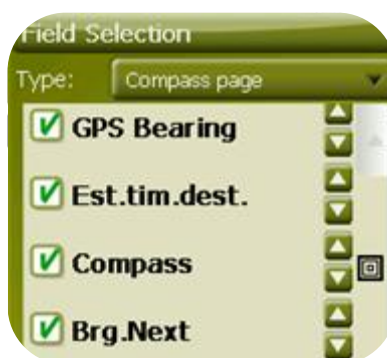 Field Selection
Type: Compass page
GPS Bearing
Est.tim.dest.
Compass
Brg.Next